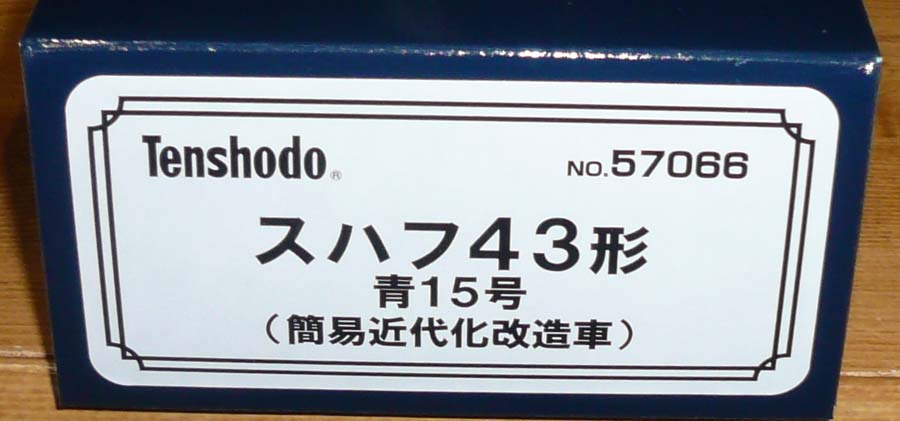 Tenshodo®
NO.57066
スハフ43形
青15号
（簡易近代化改造車）